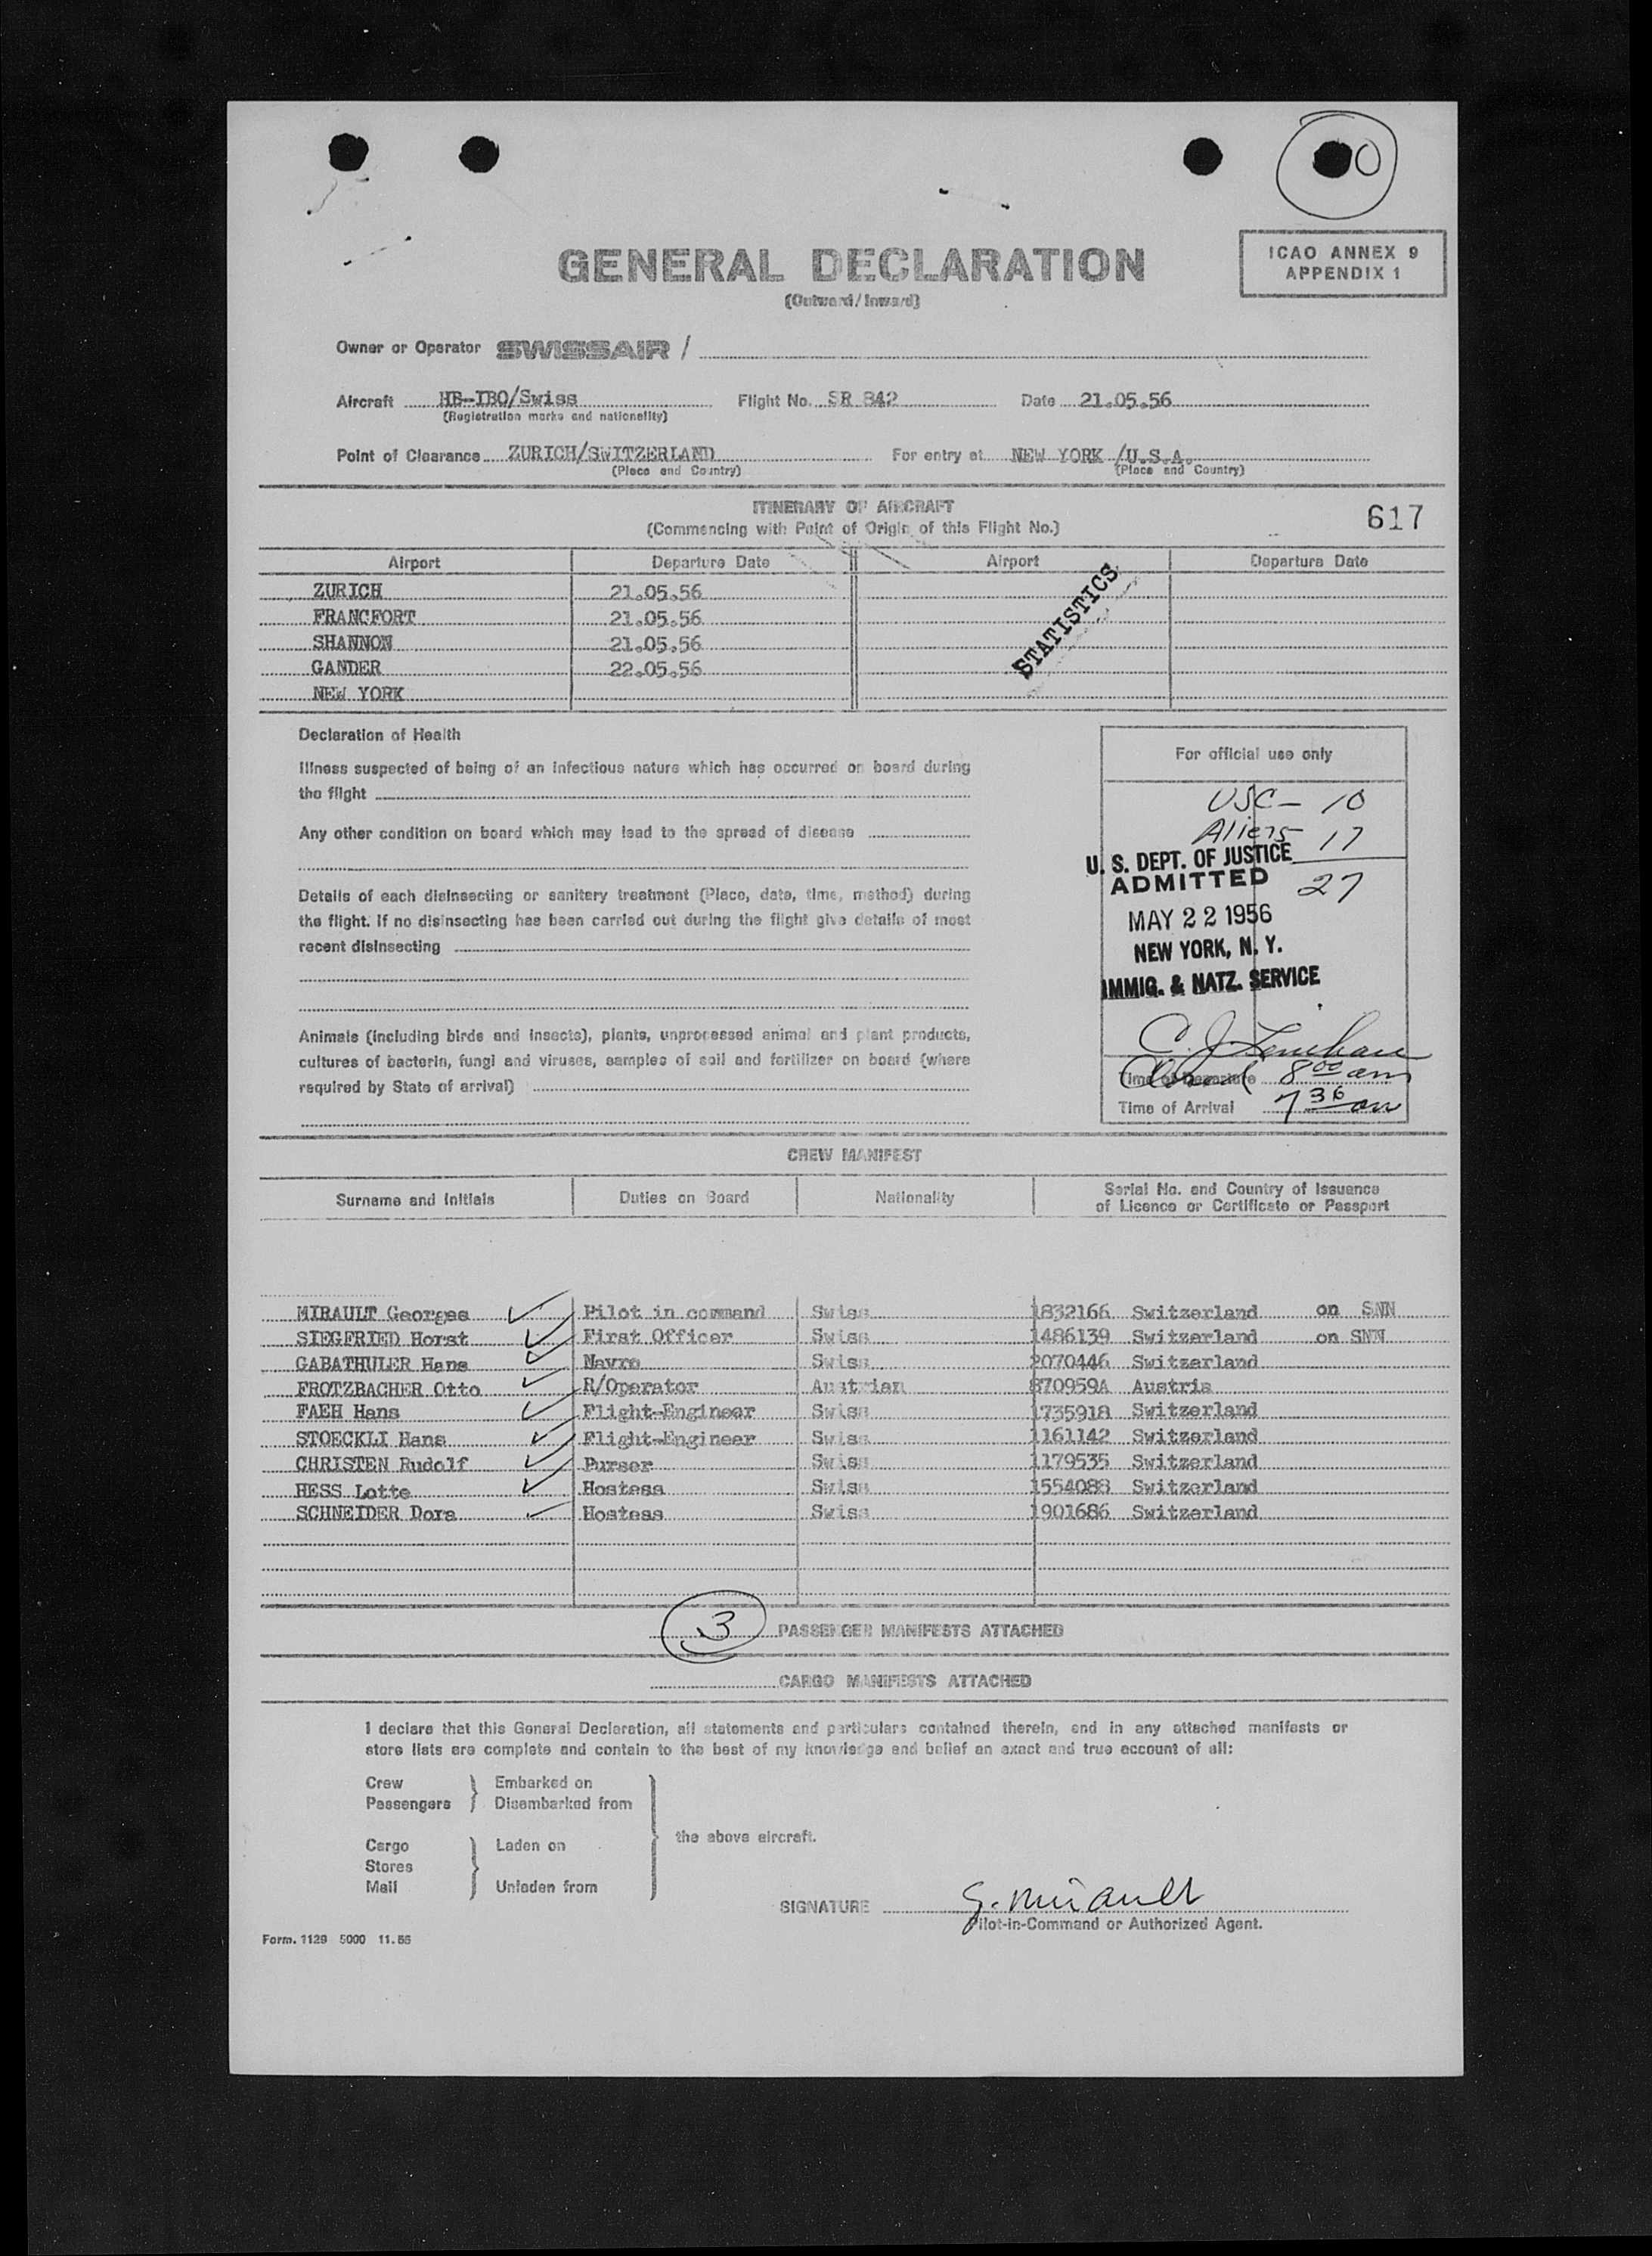 0
GENERAL DECLARATION
(Outward/Inward)
ICAO ANNEX 9
APPENDIX 1
Owner or Operator SWISSAIR /
Aircraft HB-IBO/Swiss Flight No. SR 842 Date 21.05.56
(Registration marks and nationality)
Point of Clearance ZURICH/SWITZERLAND For entry at NEW YORK /U.S.A.
(Place and Country) (Place and Country)
ITINERARY OF AIRCRAFT
(Commencing with Point of Origin of this Flight No.)
617
Airport Departure Date Airport Departure Date
ZURICH 21.05.56
FRANCFORT 21.05.56
SHANNON 21.05.56
GANDER 22.05.56
NEW YORK
STATISTICS
Declaration of Health
Illness suspected of being of an infectious nature which has occurred on board during
the flight
Any other condition on board which may lead to the spread of disease
Details of each disinsecting or sanitary treatment (Place, date, time, method) during
the flight. If no disinsecting has been carried out during the flight give details of most
recent disinsecting
Animals (including birds and insects), plants, unprocessed animal and plant products,
cultures of bacteria, fungi and viruses, samples of soil and fertilizer on board (where
required by State of arrival)
For official use only
USC- 10
Aliens 17
U. S. DEPT. OF JUSTICE
ADMITTED 27
MAY 22 1956
NEW YORK, N. Y.
IMMIG. & NATZ. SERVICE
C. J. Lenihan
Time of Departure 8 00 am
Time of Arrival 7 36 am
CREW MANIFEST
Surname and Initials Duties on Board Nationality Serial No. and Country of Issuance
of Licence or Certificate or Passport
MIRAULT Georges Pilot in command Swiss 1832166 Switzerland on SNN
SIEGFRIED Horst First Officer Swiss 1486139 Switzerland on SNN
GABATHULER Hans Navro Swiss 2070446 Switzerland
FROTZBACHER Otto R/Operator Austrian 870959A Austria
FAEH Hans Flight-Engineer Swiss 1735918 Switzerland
STOECKLI Hans Flight-Engineer Swiss 1161142 Switzerland
CHRISTEN Rudolf Purser Swiss 1179535 Switzerland
HESS Lotte Hostess Swiss 1554088 Switzerland
SCHNEIDER Dora Hostess Swiss 1901686 Switzerland
3 PASSENGER MANIFESTS ATTACHED
CARGO MANIFESTS ATTACHED
I declare that this General Declaration, all statements and particulars contained therein, and in any attached manifests or
store lists are complete and contain to the best of my knowledge and belief an exact and true account of all:
Crew Embarked on
Passengers Disembarked from
the above aircraft.
Cargo Laden on
Stores
Mail Unladen from
SIGNATURE G. Mirault
Pilot-in-Command or Authorized Agent.
Form. 1129 5000 11.55